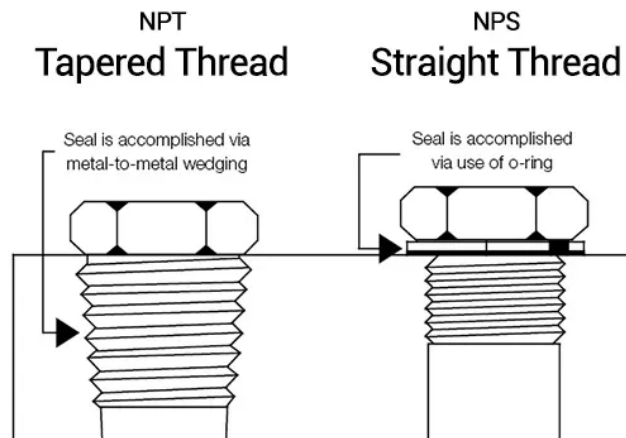 NPT
Tapered Thread
Seal is accomplished via
metal-to-metal wedging
NPS
Straight Thread
Seal is accomplished
via use of o-ring